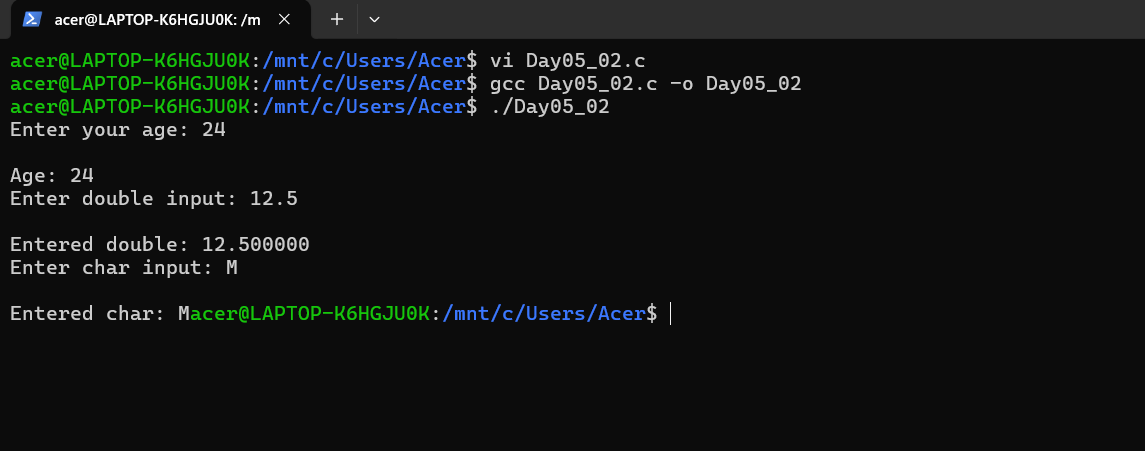 acer@LAPTOP-K6HGJU0K: /m
acer@LAPTOP-K6HGJU0K:/mnt/c/Users/Acer$ vi Day05_02.c
acer@LAPTOP-K6HGJU0K:/mnt/c/Users/Acer$ gcc Day05_02.c -o Day05_02
acer@LAPTOP-K6HGJU0K:/mnt/c/Users/Acer$ ./Day05_02
Enter your age: 24
Age: 24
Enter double input: 12.5
Entered double: 12.500000
Enter char input: M
Entered char: Macer@LAPTOP-K6HGJU0K:/mnt/c/Users/Acer$